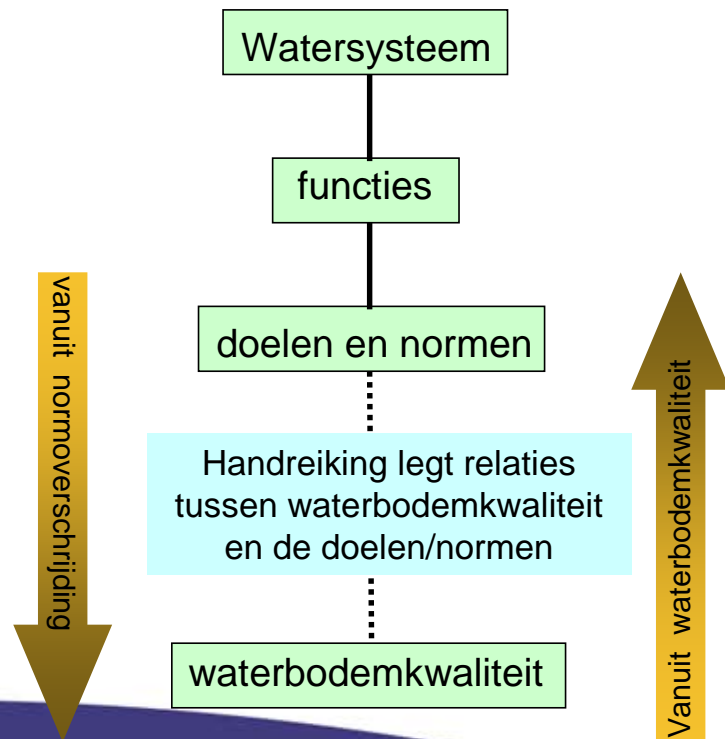 Watersysteem
functies
doelen en normen
Handreiking legt relaties
tussen waterbodemkwaliteit
en de doelen/normen
waterbodemkwaliteit
vanuit normoverschrijding
Vanuit waterbodemkwaliteit